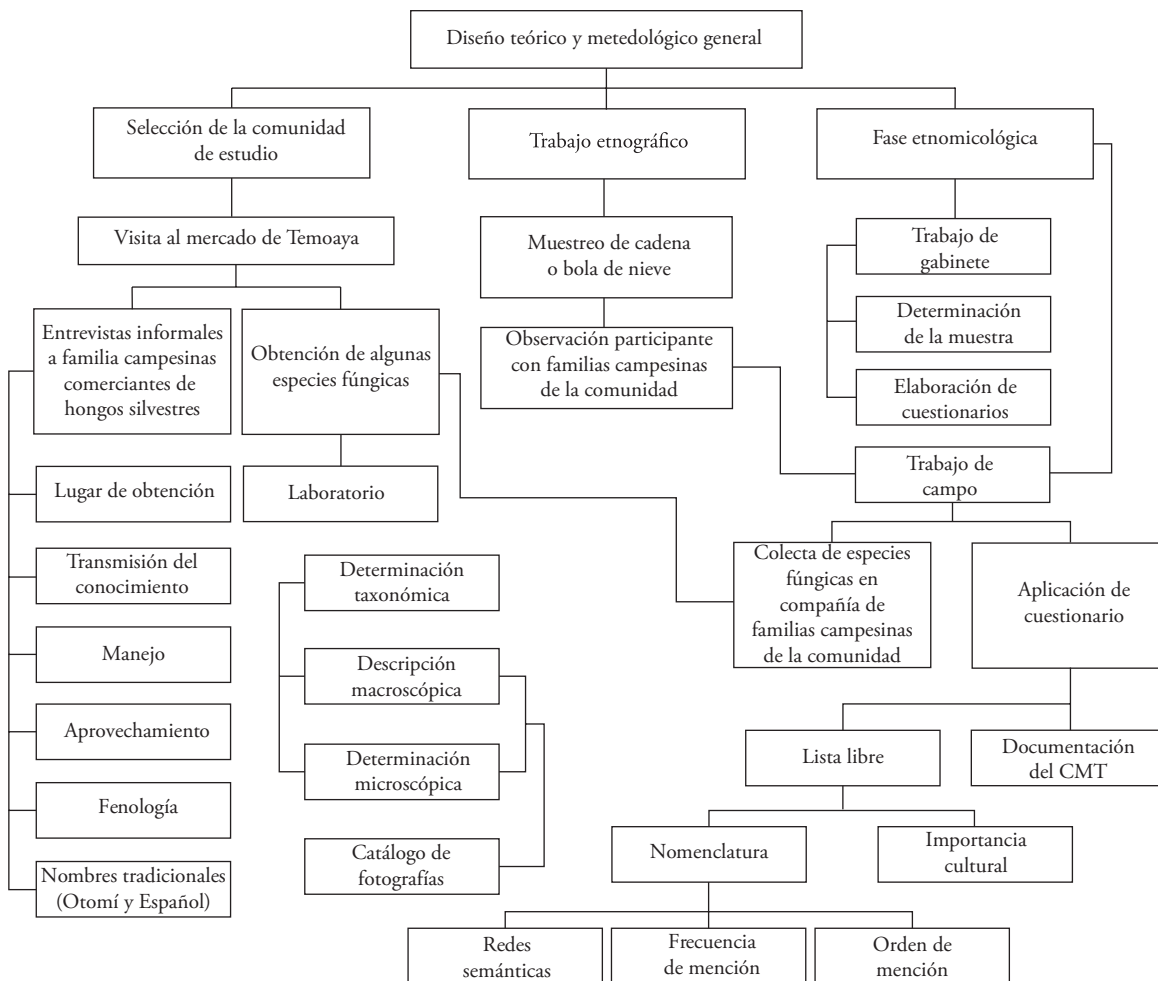 Diseño teórico y metedológico general
Selección de la comunidad
de estudio
Trabajo etnográfico
Fase etnomicológica
Visita al mercado de Temoaya
Muestreo de cadena
o bola de nieve
Trabajo de
gabinete
Determinación
de la muestra
Elaboración de
cuestionarios
Entrevistas informales
a familia campesinas
comerciantes de
hongos silvestres
Obtención de algunas
especies fúngicas
Observación participante
con familias campesinas
de la comunidad
Trabajo de
campo
Lugar de obtención
Laboratorio
Transmisión del
conocimiento
Determinación
taxonómica
Colecta de especies
fúngicas en
compañía de
familias campesinas
de la comunidad
Aplicación de
cuestionario
Manejo
Descripción
macroscópica
Aprovechamiento
Determinación
microscópica
Lista libre
Documentación
del CMT
Fenología
Catálogo de
fotografías
Nomenclatura
Importancia
cultural
Nombres tradicionales
(Otomí y Español)
Redes
semánticas
Frecuencia
de mención
Orden de
mención